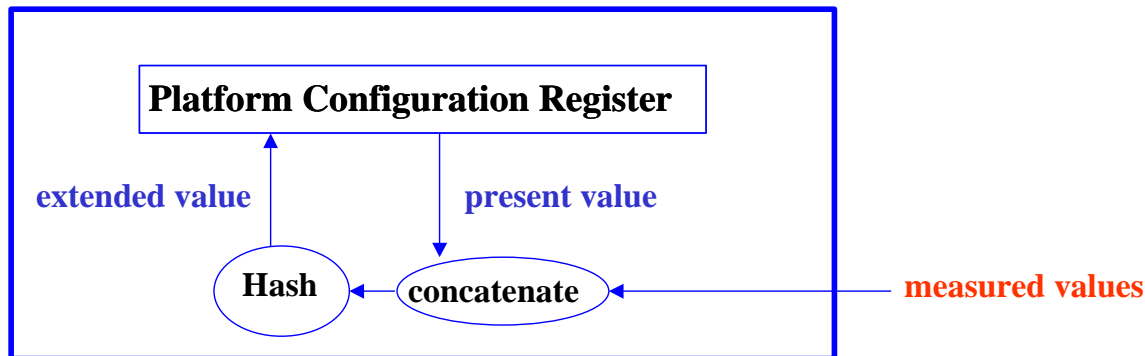 Platform Configuration Register
extended value
present value
Hash
concatenate
measured values